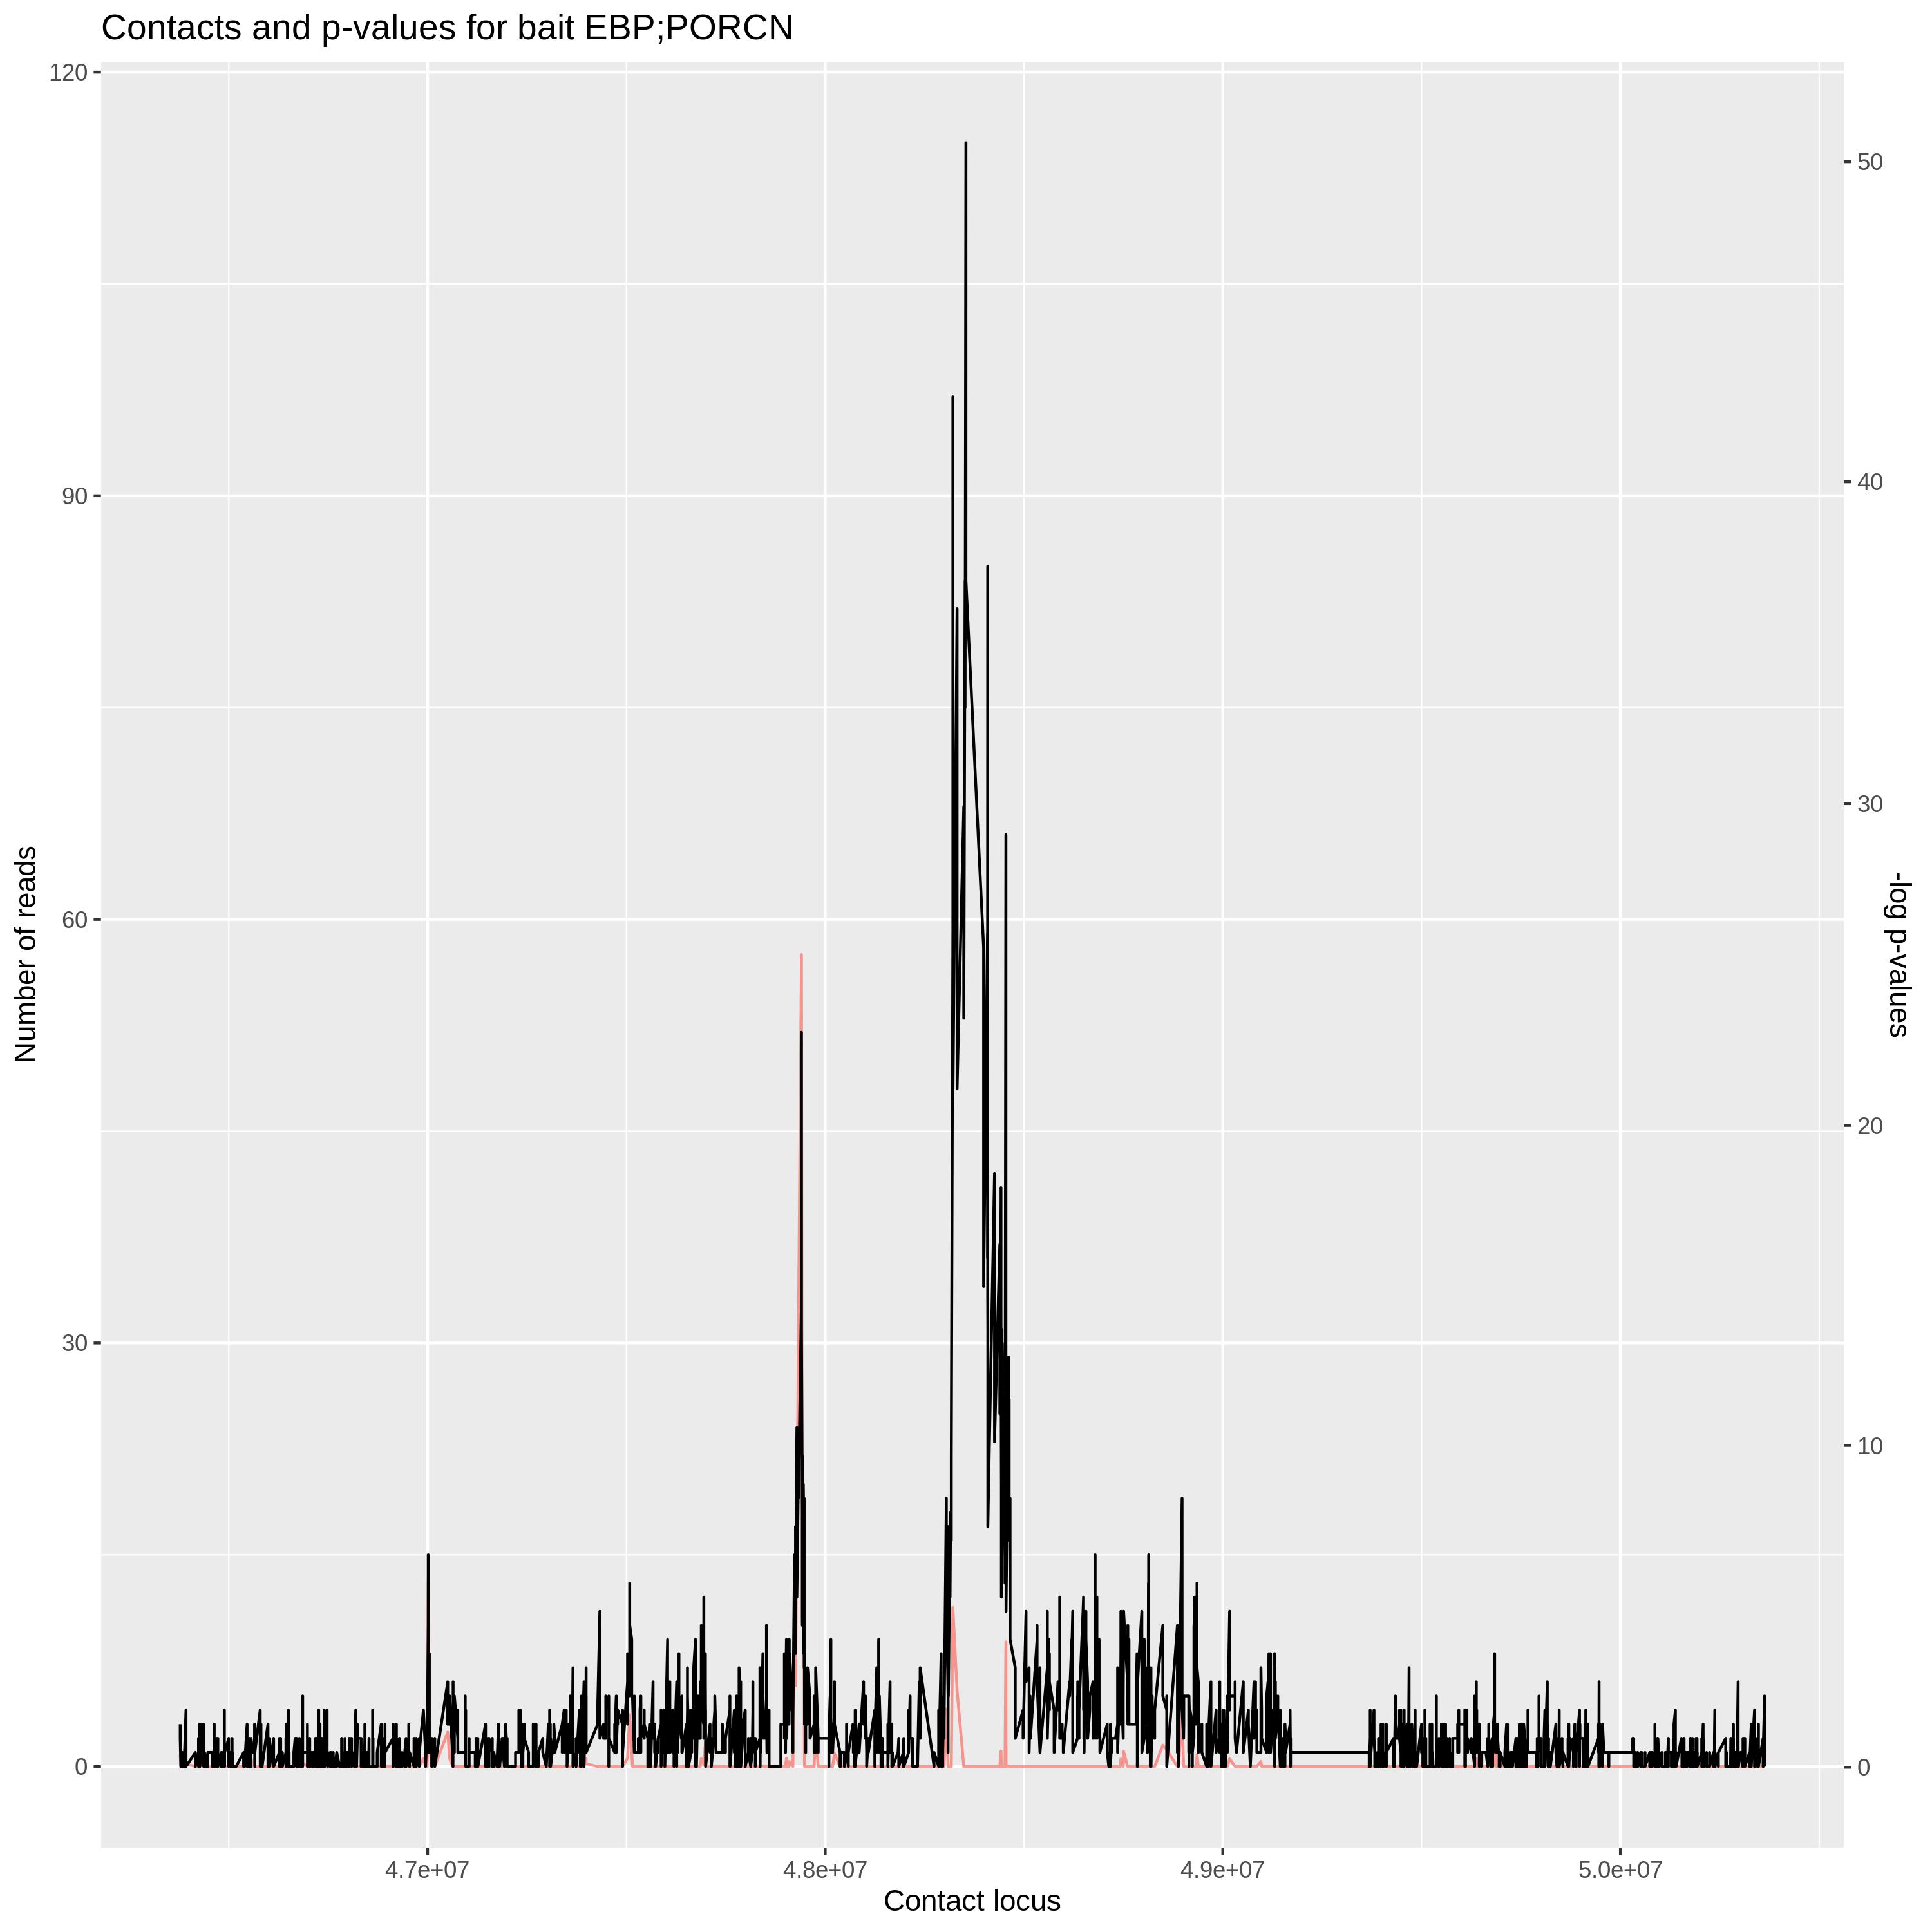 Contacts and p-values for bait EBP;PORCN
120
90
60
30
0
Number of reads
50
40
30
20
10
0
-log p-values
4.7e+07
4.8e+07
4.9e+07
5.0e+07
Contact locus